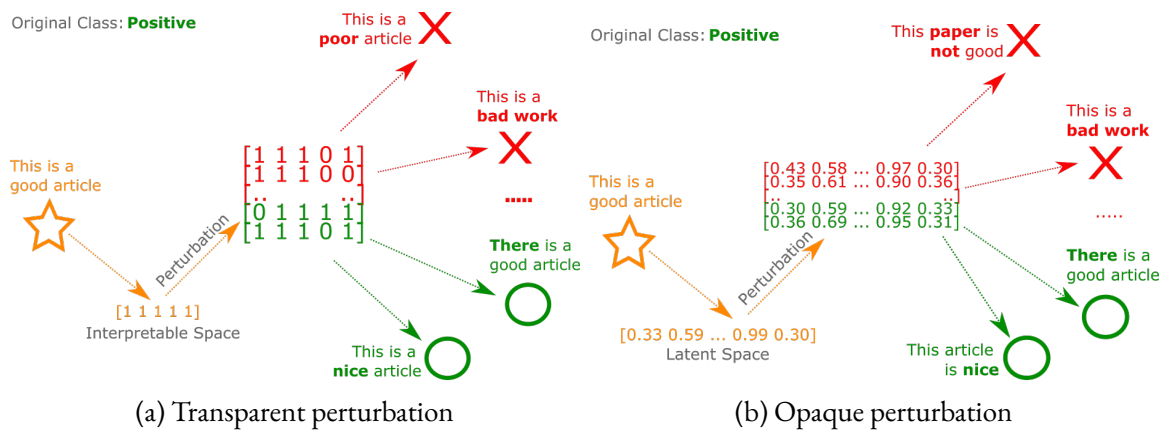 Original Class: Positive
This is a
poor article
This is a
bad work
This is a
good article
[1 1 1 0 1]
[1 1 1 0 0]
[.. ..]
[0 1 1 1 1]
[1 1 1 0 1]
.....
Perturbation
There is a
good article
[1 1 1 1 1]
Interpretable Space
This is a
nice article
(a) Transparent perturbation
Original Class: Positive
This paper is
not good
This is a
bad work
This is a
good article
[0.43 0.58 ... 0.97 0.30]
[0.35 0.61 ... 0.90 0.36]
[.. ..]
[0.30 0.59 ... 0.92 0.33]
[0.36 0.69 ... 0.95 0.31]
.....
Perturbation
There is a
good article
[0.33 0.59 ... 0.99 0.30]
Latent Space
This article
is nice
(b) Opaque perturbation